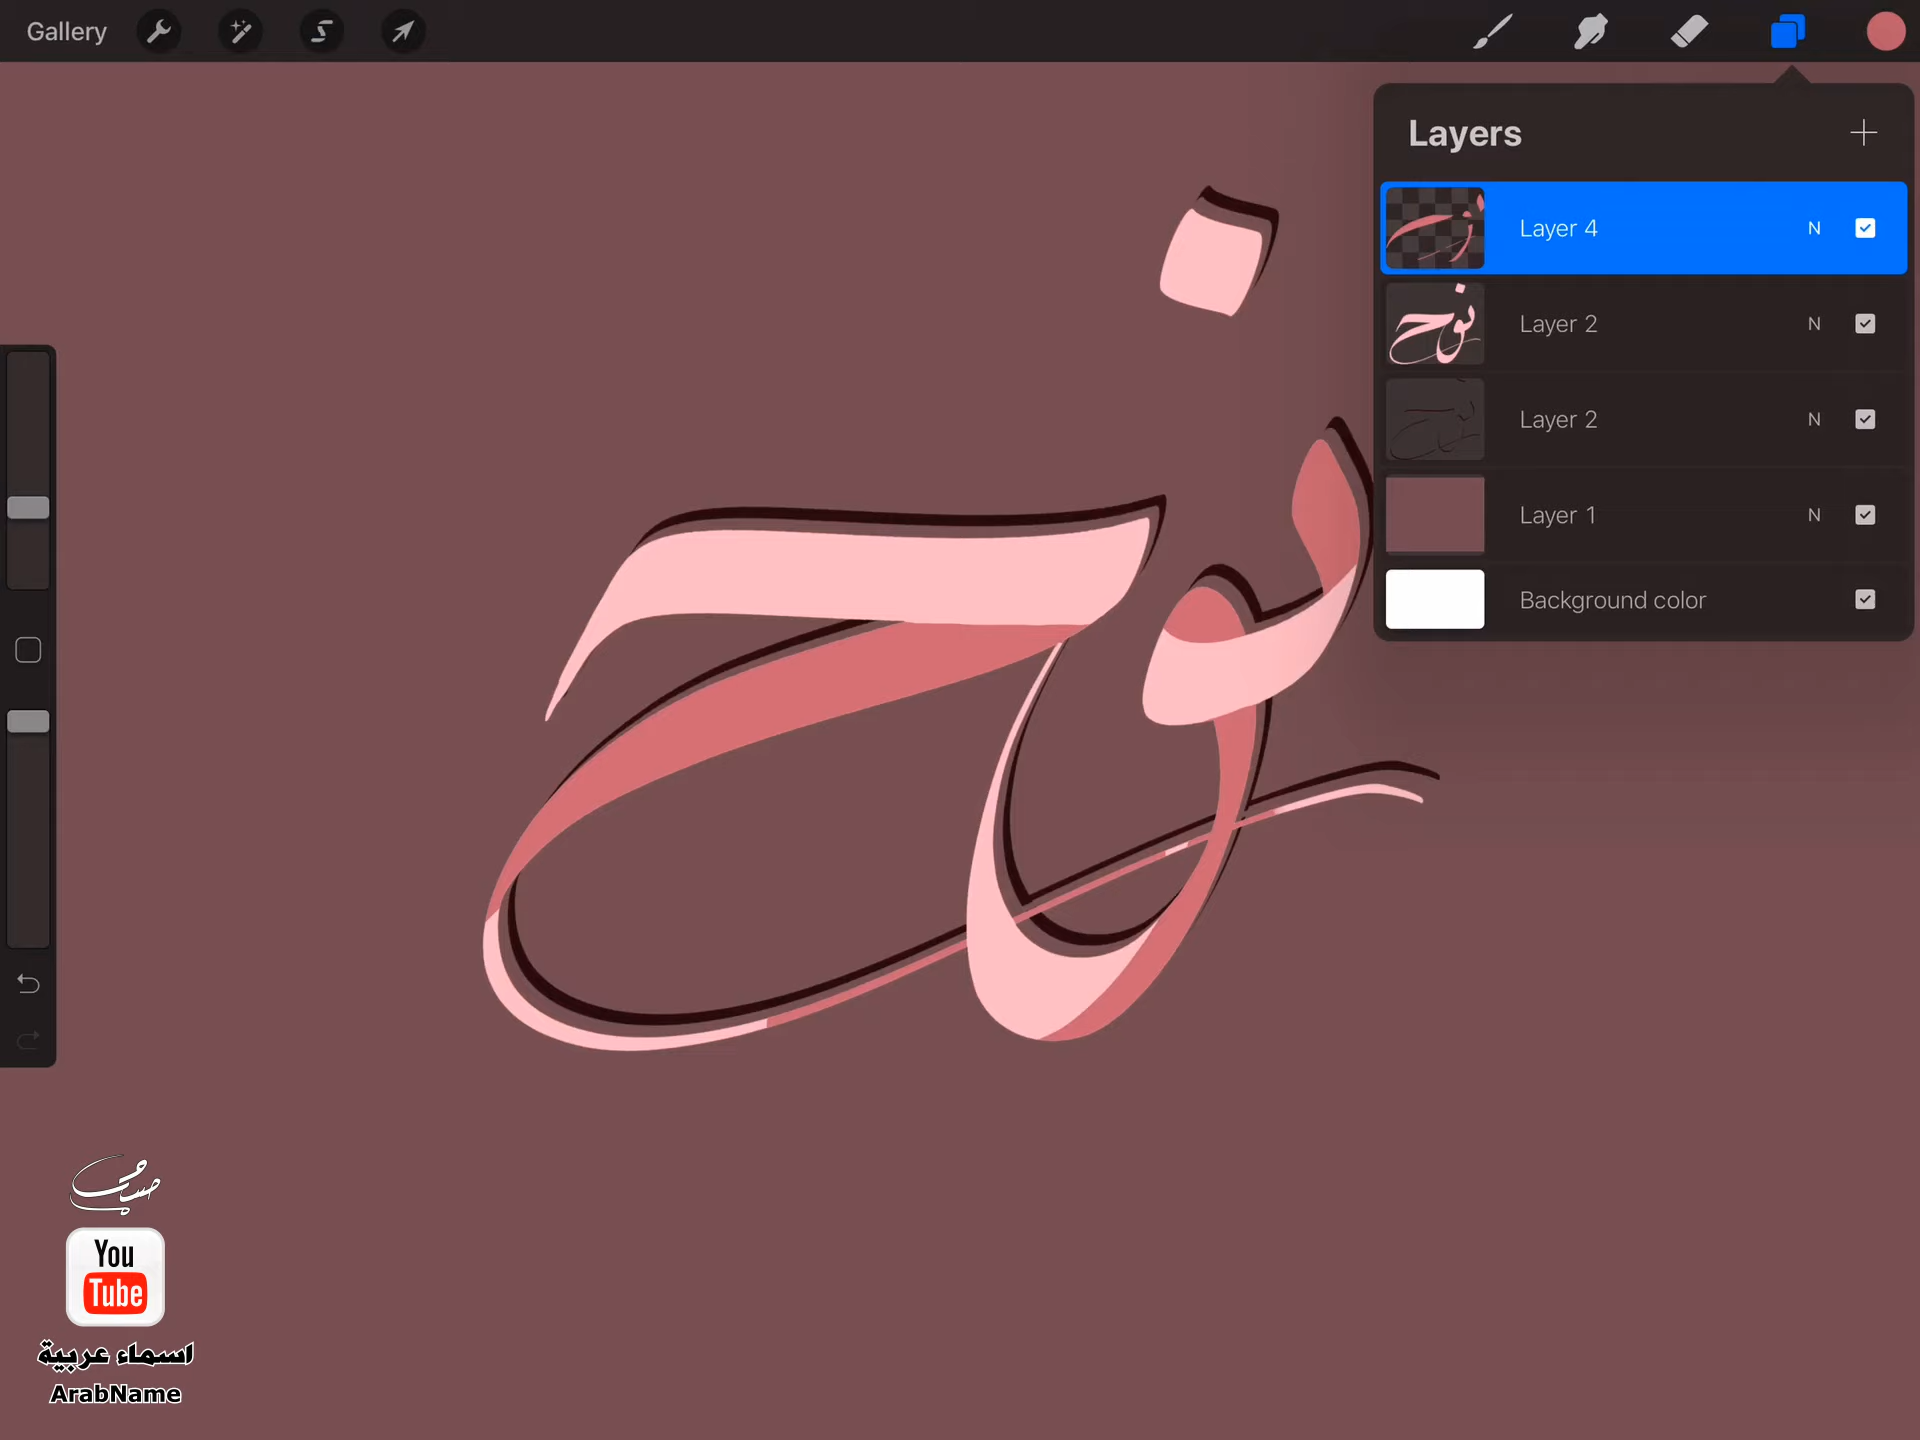 Gallery
Layers
Layer 4 N
Layer 2 N
Layer 2 N
Layer 1 N
Background color
نوح
You
Tube
اسماء عربية
ArabName